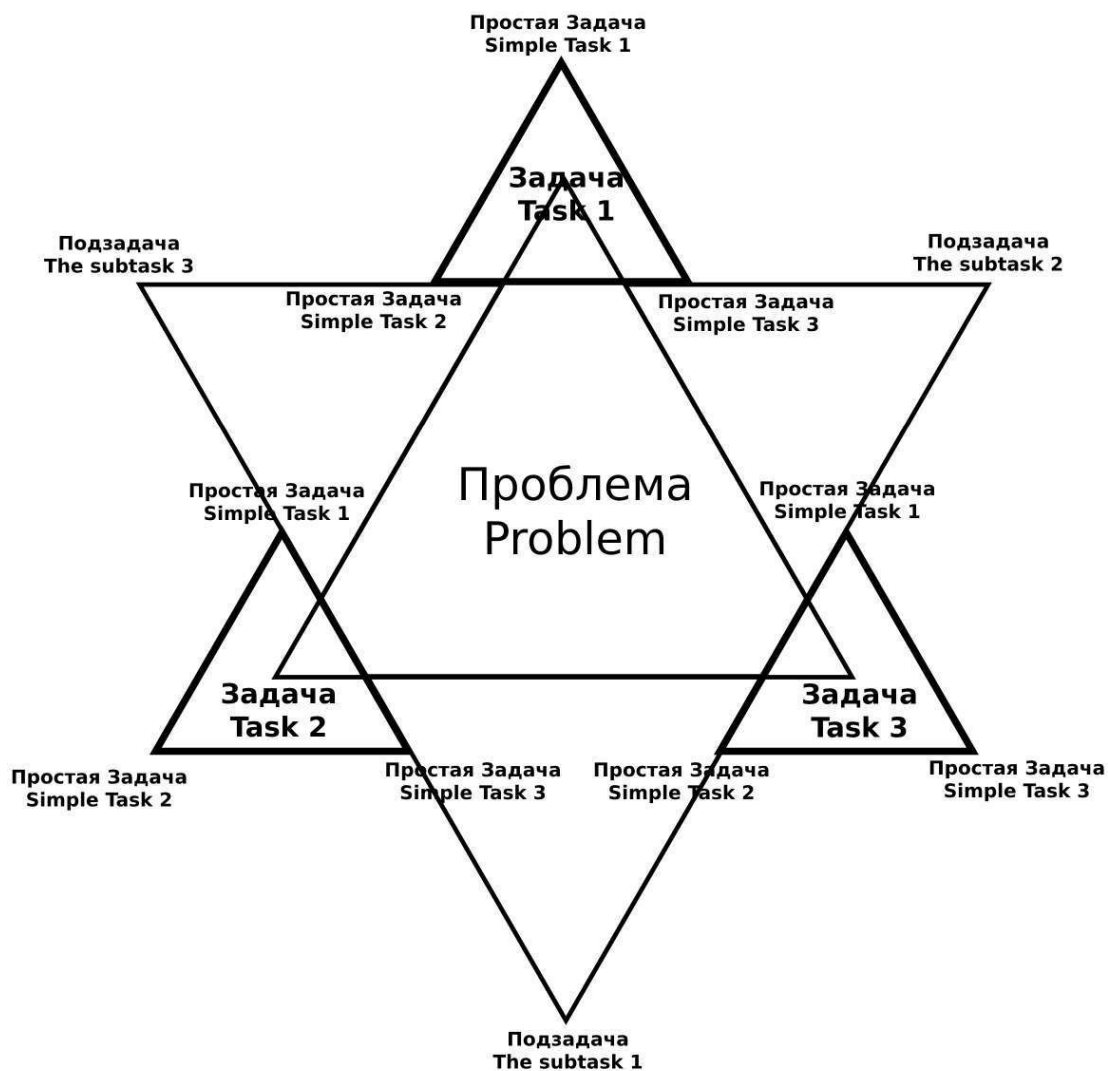 Простая Задача
Simple Task 1
Задача
Task 1
Подзадача
The subtask 3
Подзадача
The subtask 2
Простая Задача
Simple Task 2
Простая Задача
Simple Task 3
Проблема
Problem
Простая Задача
Simple Task 1
Простая Задача
Simple Task 1
Задача
Task 2
Задача
Task 3
Простая Задача
Simple Task 2
Простая Задача
Simple Task 3
Простая Задача
Simple Task 2
Простая Задача
Simple Task 3
Подзадача
The subtask 1